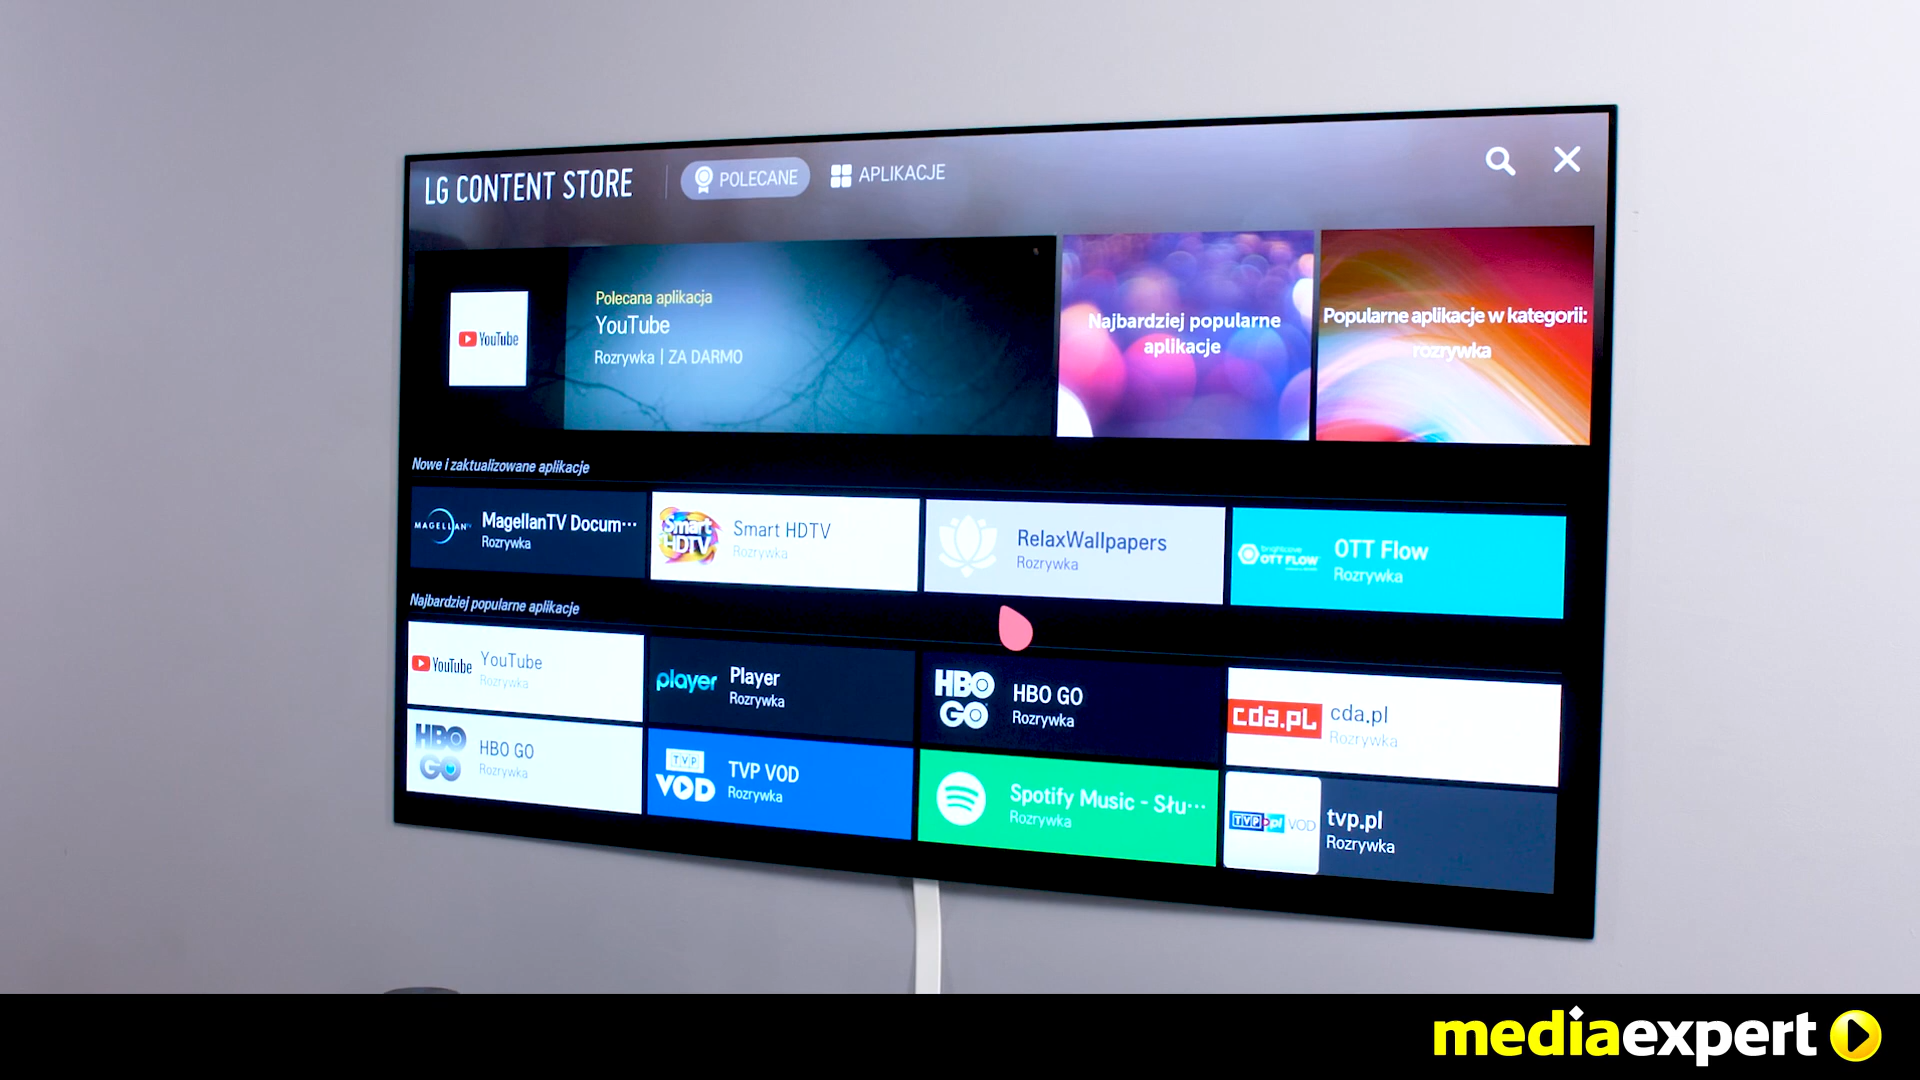 LG CONTENT STORE
POLECANE
APLIKACJE
YouTube
Polecana aplikacja
YouTube
Rozrywka | ZA DARMO
Najbardziej popularne
aplikacje
Popularne aplikacje w kategorii:
rozrywka
Nowe i zaktualizowane aplikacje
MAGELLAN TV
MagellanTV Docum...
Rozrywka
Smart
HDTV
Smart HDTV
Rozrywka
RelaxWallpapers
Rozrywka
brightcove
OTT FLOW
OTT Flow
Rozrywka
Najbardziej popularne aplikacje
YouTube
YouTube
Rozrywka
player
Player
Rozrywka
HBO
GO
HBO GO
Rozrywka
cda.pl
cda.pl
Rozrywka
HBO
GO
HBO GO
Rozrywka
TVP
VOD
TVP VOD
Rozrywka
Spotify Music - Słu...
Rozrywka
TVP.pl VOD
tvp.pl
Rozrywka
mediaexpert